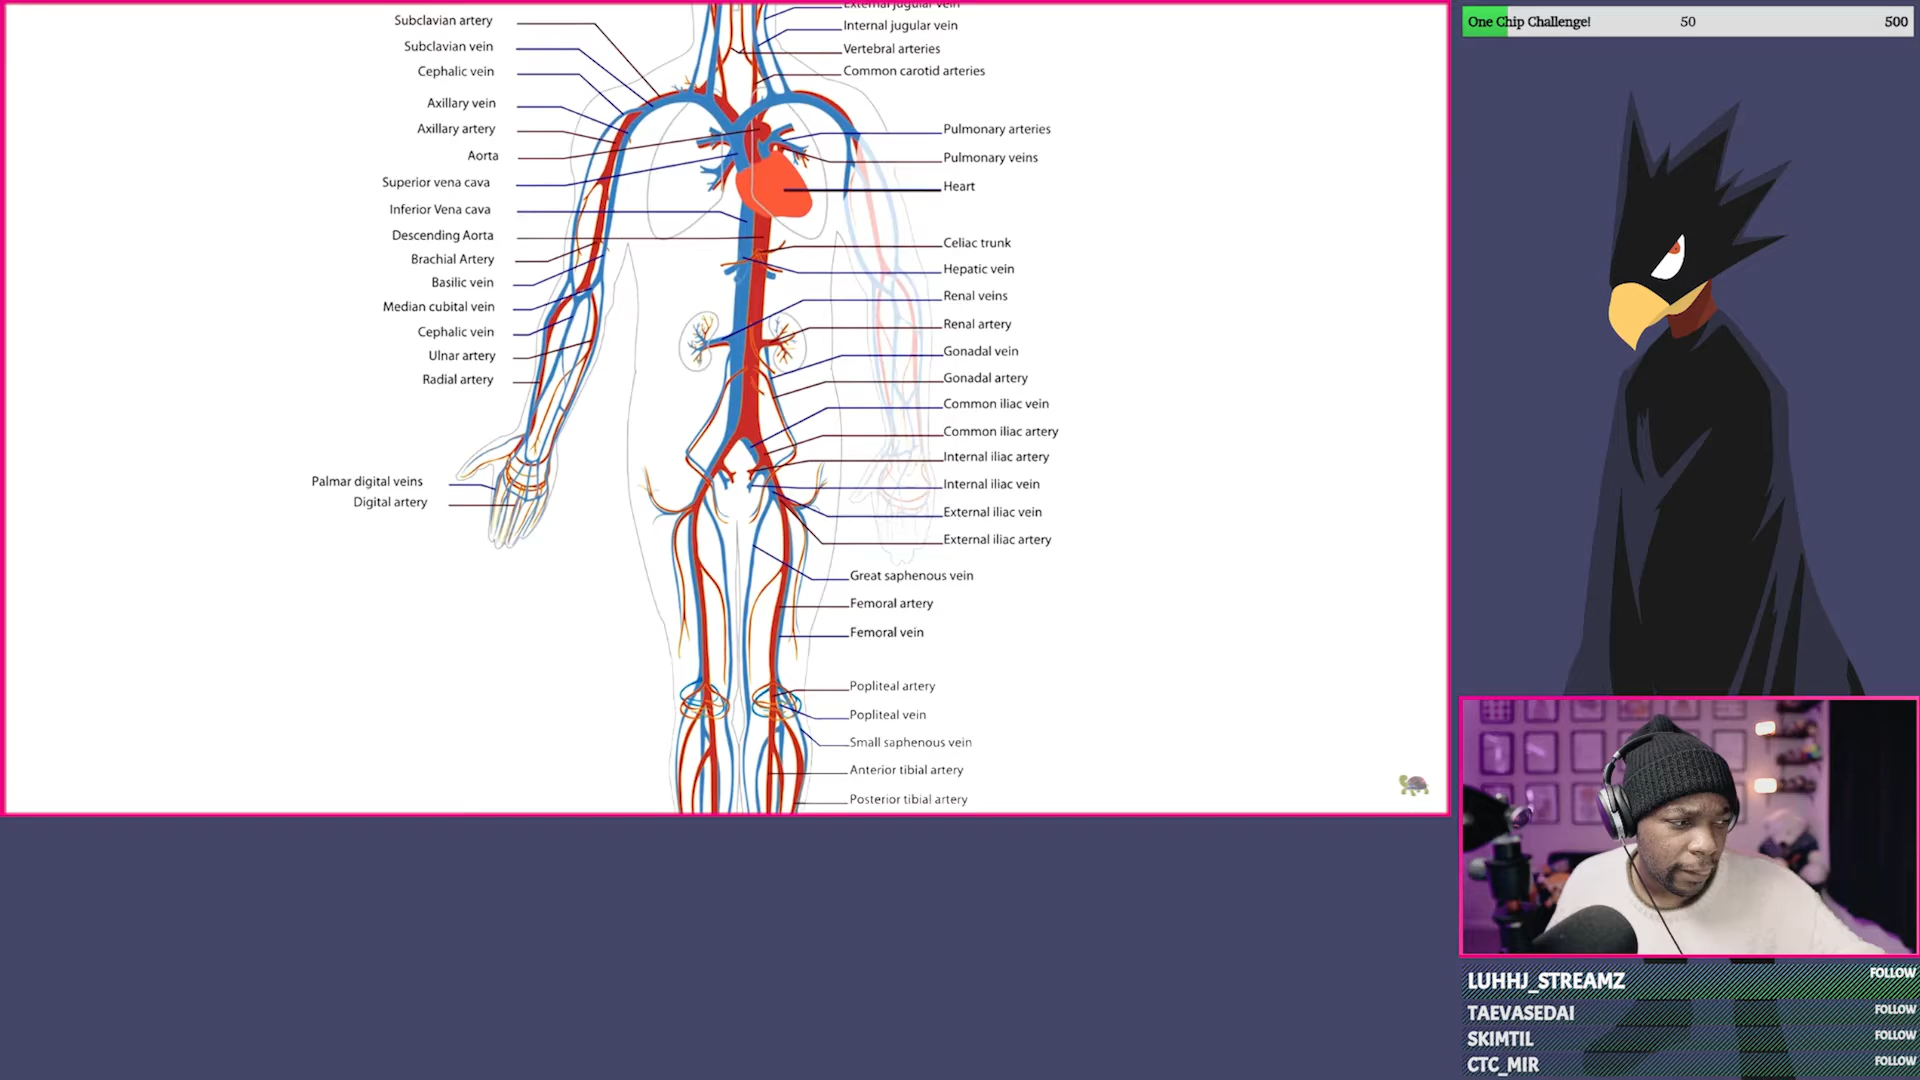 Subclavian artery
Subclavian vein
Cephalic vein
Axillary vein
Axillary artery
Aorta
Superior vena cava
Inferior Vena cava
Descending Aorta
Brachial Artery
Basilic vein
Median cubital vein
Cephalic vein
Ulnar artery
Radial artery
Palmar digital veins
Digital artery
External jugular vein
Internal jugular vein
Vertebral arteries
Common carotid arteries
Pulmonary arteries
Pulmonary veins
Heart
Celiac trunk
Hepatic vein
Renal veins
Renal artery
Gonadal vein
Gonadal artery
Common iliac vein
Common iliac artery
Internal iliac artery
Internal iliac vein
External iliac vein
External iliac artery
Great saphenous vein
Femoral artery
Femoral vein
Popliteal artery
Popliteal vein
Small saphenous vein
Anterior tibial artery
Posterior tibial artery
One Chip Challenge! 50 500
LUHHJ_STREAMZ FOLLOW
TAEVASEDAI FOLLOW
SKIMTIL FOLLOW
CTC_MIR FOLLOW